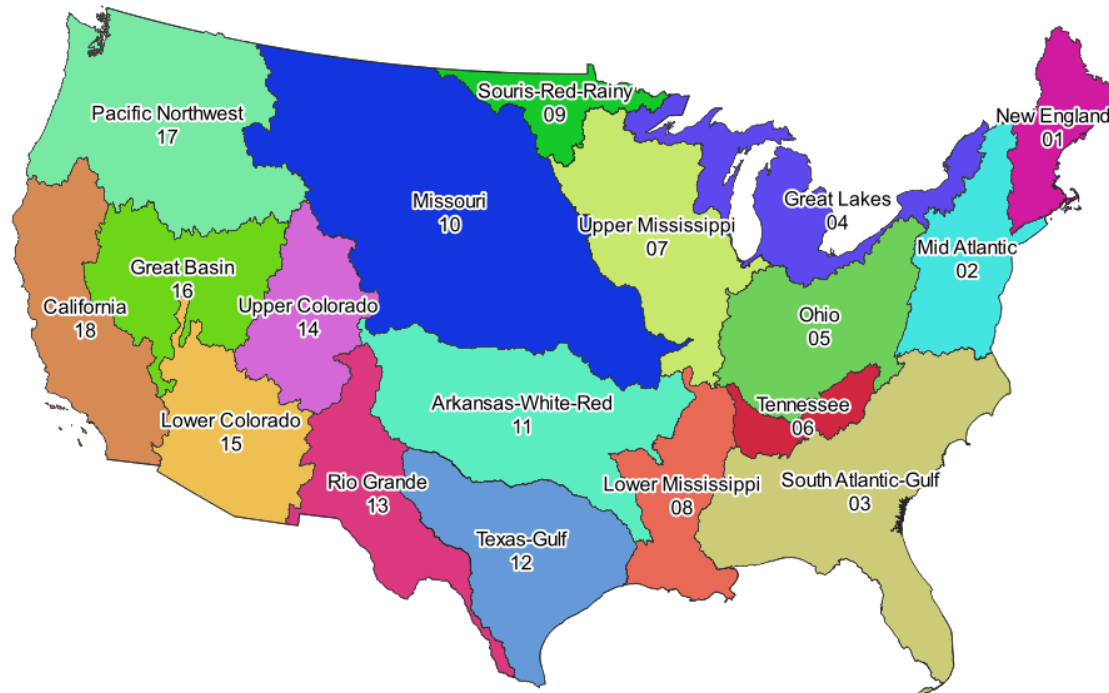 Souris-Red-Rainy
09
New England
01
Pacific Northwest
17
Missouri
10
Great Lakes
04
Upper Mississippi
07
Mid Atlantic
02
Great Basin
16
California
18
Upper Colorado
14
Ohio
05
Arkansas-White-Red
11
Tennessee
06
Lower Colorado
15
Rio Grande
13
Lower Mississippi
08
South Atlantic-Gulf
03
Texas-Gulf
12